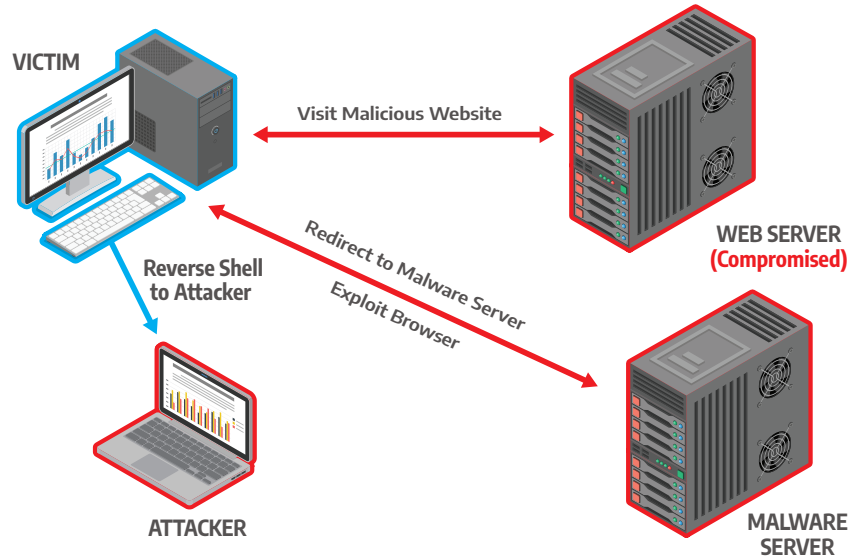 VICTIM
Visit Malicious Website
WEB SERVER
(Compromised)
Redirect to Malware Server
Exploit Browser
Reverse Shell
to Attacker
ATTACKER
MALWARE
SERVER